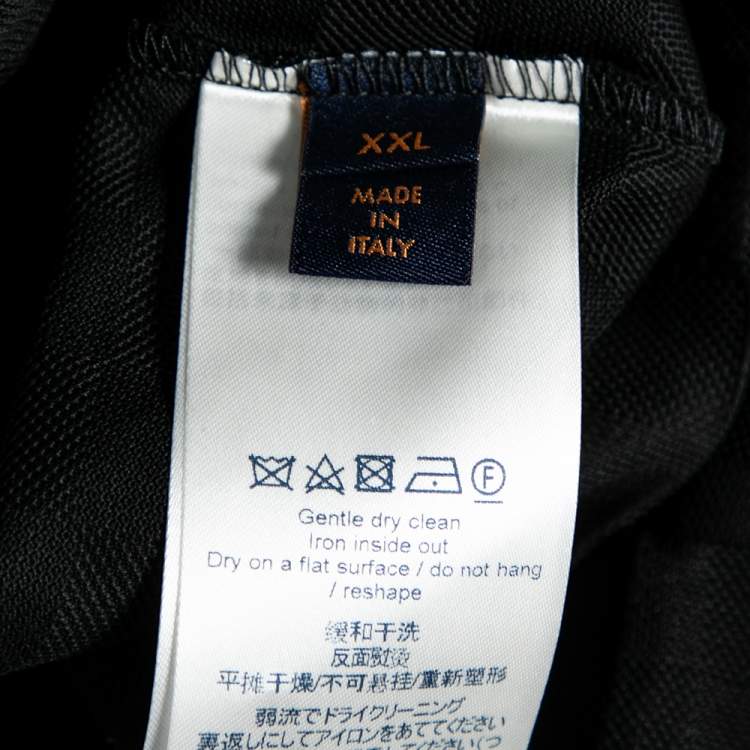 XXL
MADE
IN
ITALY
F
Gentle dry clean
Iron inside out
Dry on a flat surface / do not hang
/ reshape
缓和干洗
反面熨烫
平摊干燥/不可悬挂/重新塑形
弱流でドライクリーニング
裏返しにしてアイロンをあててください